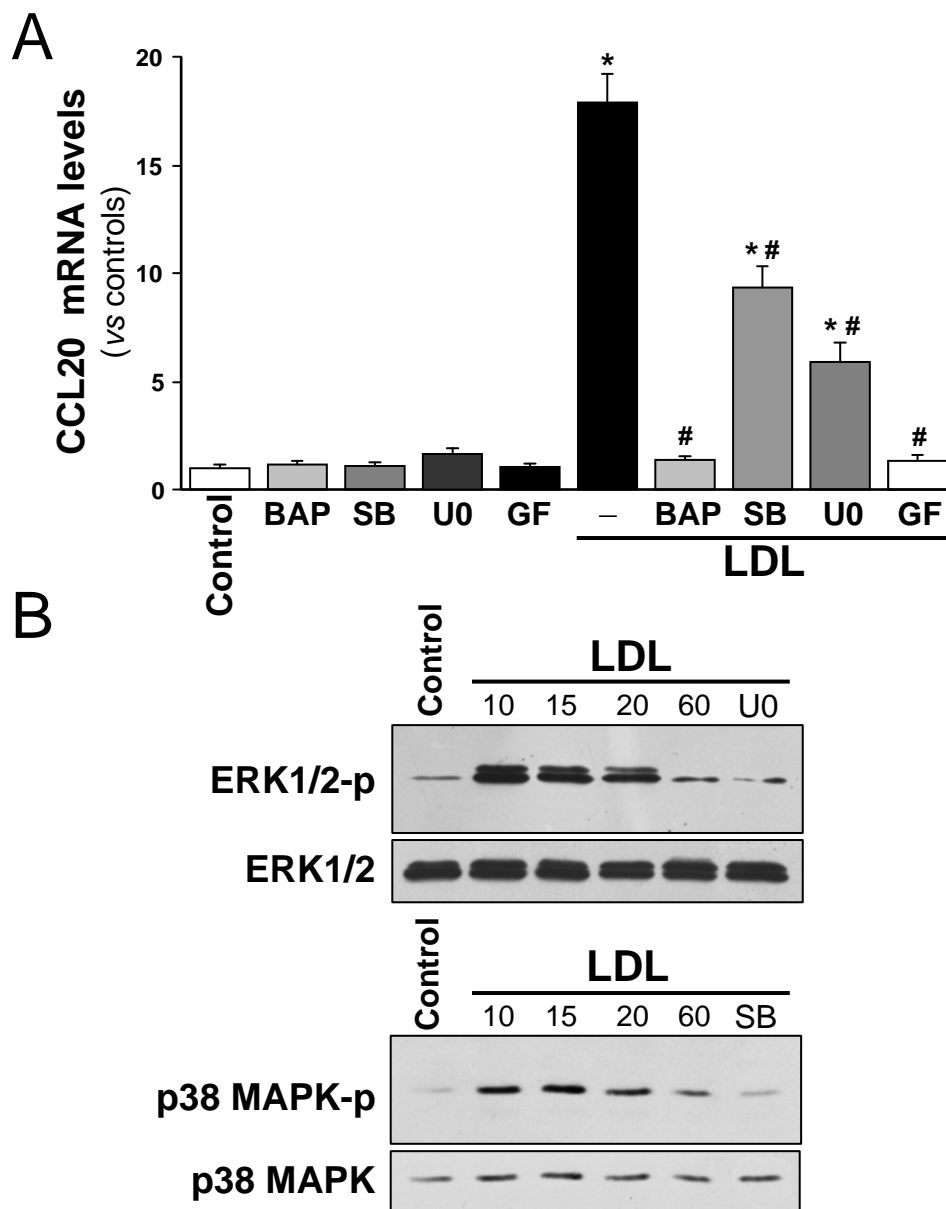 A
CCL20 mRNA levels
(vs controls)
20
15
10
5
0
*
#
* #
* #
#
Control BAP SB U0 GF – BAP SB U0 GF
LDL
B
Control
LDL
10 15 20 60 U0
ERK1/2-p
ERK1/2
Control
LDL
10 15 20 60 SB
p38 MAPK-p
p38 MAPK